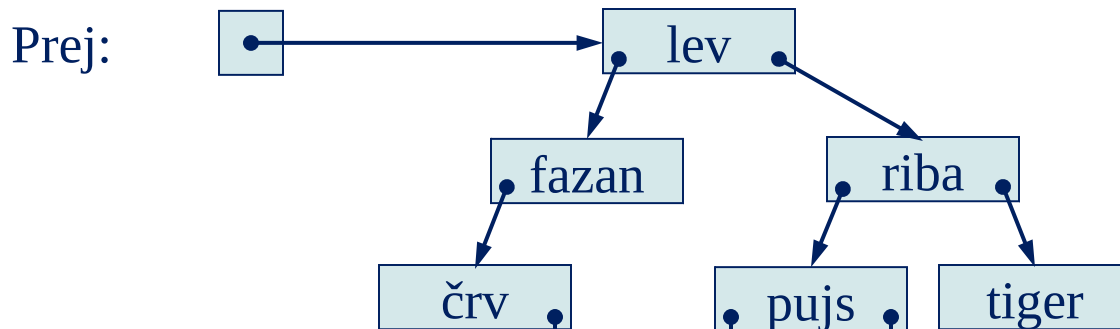 Prej:
lev
fazan
riba
črv
pujs
tiger